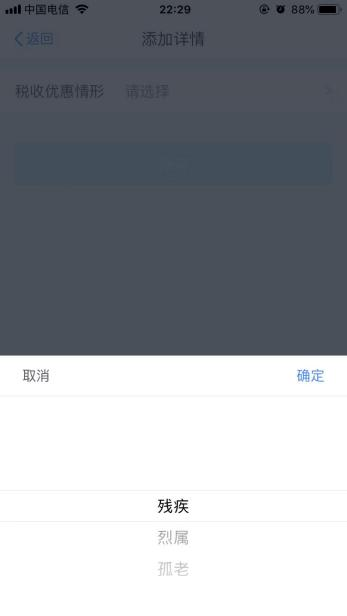 中国电信 22:29 88%
返回 添加详情
税收优惠情形 请选择
取消 确定
残疾
烈属
孤老